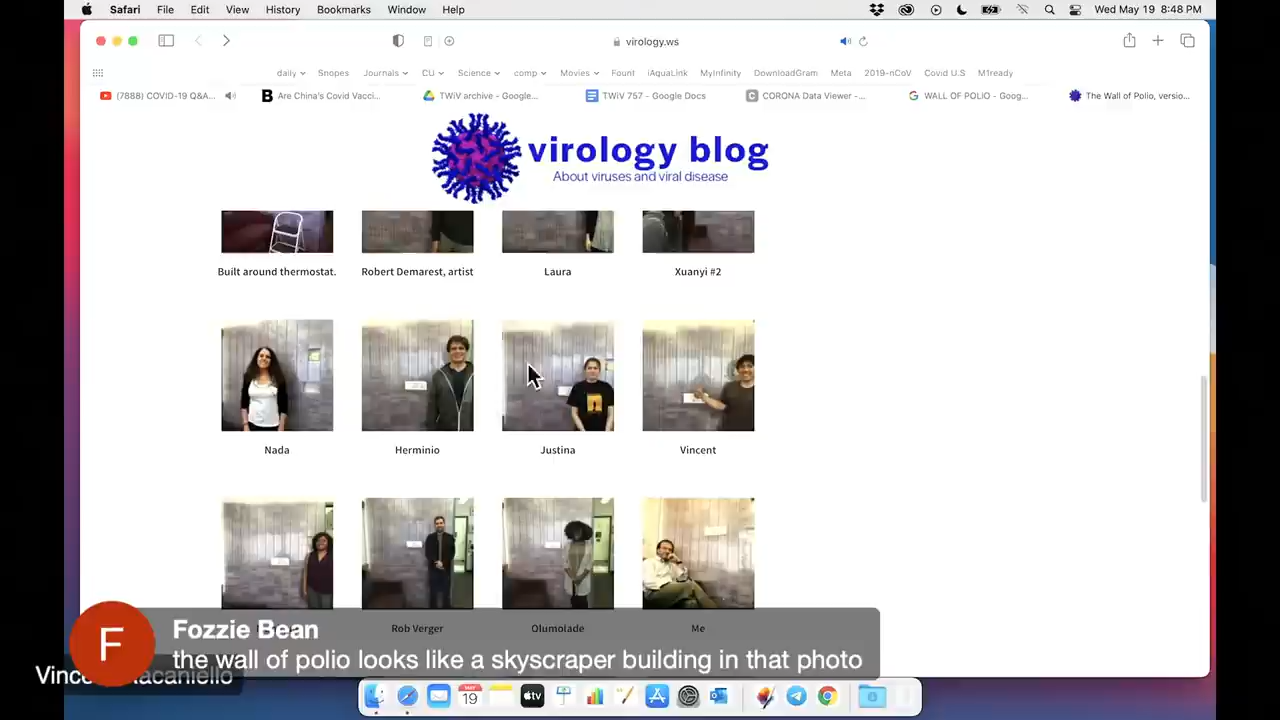 Safari File Edit View History Bookmarks Window Help Wed May 19 8:48 PM
virology.ws
daily Snopes Journals CU Science comp Movies Fount iAquaLink MyInfinity DownloadGram Meta 2019-nCoV Covid U.S M1ready
(7888) COVID-19 Q&A... Are China's Covid Vacci... TWiV archive - Google... TWiV 757 - Google Docs CORONA Data Viewer -... WALL OF POLIO - Goog... The Wall of Polio, versio...
virology blog
About viruses and viral disease
Built around thermostat. Robert Demarest, artist Laura Xuanyi #2
Nada Herminio Justina Vincent
Rob Verger Olumolade Me
F
Fozzie Bean
the wall of polio looks like a skyscraper building in that photo
19
tv